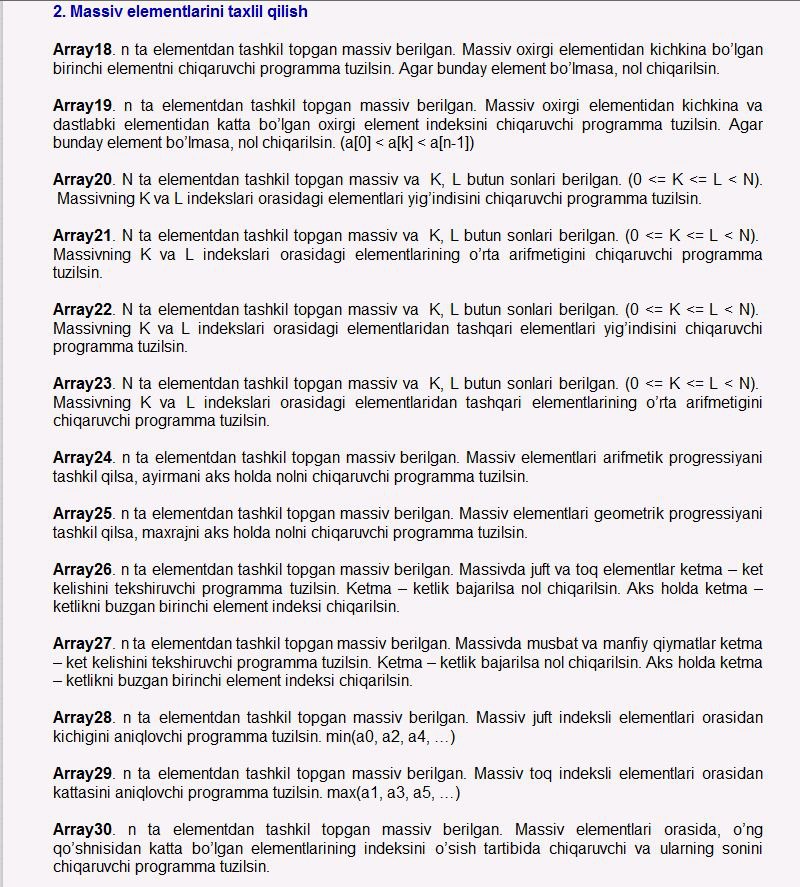 2. Massiv elementlarini taxlil qilish
Array18. n ta elementdan tashkil topgan massiv berilgan. Massiv oxirgi elementidan kichkina bo’lgan
birinchi elementni chiqaruvchi programma tuzilsin. Agar bunday element bo’lmasa, nol chiqarilsin.
Array19. n ta elementdan tashkil topgan massiv berilgan. Massiv oxirgi elementidan kichkina va
dastlabki elementidan katta bo’lgan oxirgi element indeksini chiqaruvchi programma tuzilsin. Agar
bunday element bo’lmasa, nol chiqarilsin. (a[0] < a[k] < a[n-1])
Array20. N ta elementdan tashkil topgan massiv va K, L butun sonlari berilgan. (0 <= K <= L < N).
Massivning K va L indekslari orasidagi elementlari yig’indisini chiqaruvchi programma tuzilsin.
Array21. N ta elementdan tashkil topgan massiv va K, L butun sonlari berilgan. (0 <= K <= L < N).
Massivning K va L indekslari orasidagi elementlarining o’rta arifmetigini chiqaruvchi programma
tuzilsin.
Array22. N ta elementdan tashkil topgan massiv va K, L butun sonlari berilgan. (0 <= K <= L < N).
Massivning K va L indekslari orasidagi elementlaridan tashqari elementlari yig’indisini chiqaruvchi
programma tuzilsin.
Array23. N ta elementdan tashkil topgan massiv va K, L butun sonlari berilgan. (0 <= K <= L < N).
Massivning K va L indekslari orasidagi elementlaridan tashqari elementlarining o’rta arifmetigini
chiqaruvchi programma tuzilsin.
Array24. n ta elementdan tashkil topgan massiv berilgan. Massiv elementlari arifmetik progressiyani
tashkil qilsa, ayirmani aks holda nolni chiqaruvchi programma tuzilsin.
Array25. n ta elementdan tashkil topgan massiv berilgan. Massiv elementlari geometrik progressiyani
tashkil qilsa, maxrajni aks holda nolni chiqaruvchi programma tuzilsin.
Array26. n ta elementdan tashkil topgan massiv berilgan. Massivda juft va toq elementlar ketma – ket
kelishini tekshiruvchi programma tuzilsin. Ketma – ketlik bajarilsa nol chiqarilsin. Aks holda ketma –
ketlikni buzgan birinchi element indeksi chiqarilsin.
Array27. n ta elementdan tashkil topgan massiv berilgan. Massivda musbat va manfiy qiymatlar ketma
– ket kelishini tekshiruvchi programma tuzilsin. Ketma – ketlik bajarilsa nol chiqarilsin. Aks holda ketma
– ketlikni buzgan birinchi element indeksi chiqarilsin.
Array28. n ta elementdan tashkil topgan massiv berilgan. Massiv juft indeksli elementlari orasidan
kichigini aniqlovchi programma tuzilsin. min(a0, a2, a4, …)
Array29. n ta elementdan tashkil topgan massiv berilgan. Massiv toq indeksli elementlari orasidan
kattasini aniqlovchi programma tuzilsin. max(a1, a3, a5, …)
Array30. n ta elementdan tashkil topgan massiv berilgan. Massiv elementlari orasida, o’ng
qo’shnisidan katta bo’lgan elementlarining indeksini o’sish tartibida chiqaruvchi va ularning sonini
chiqaruvchi programma tuzilsin.